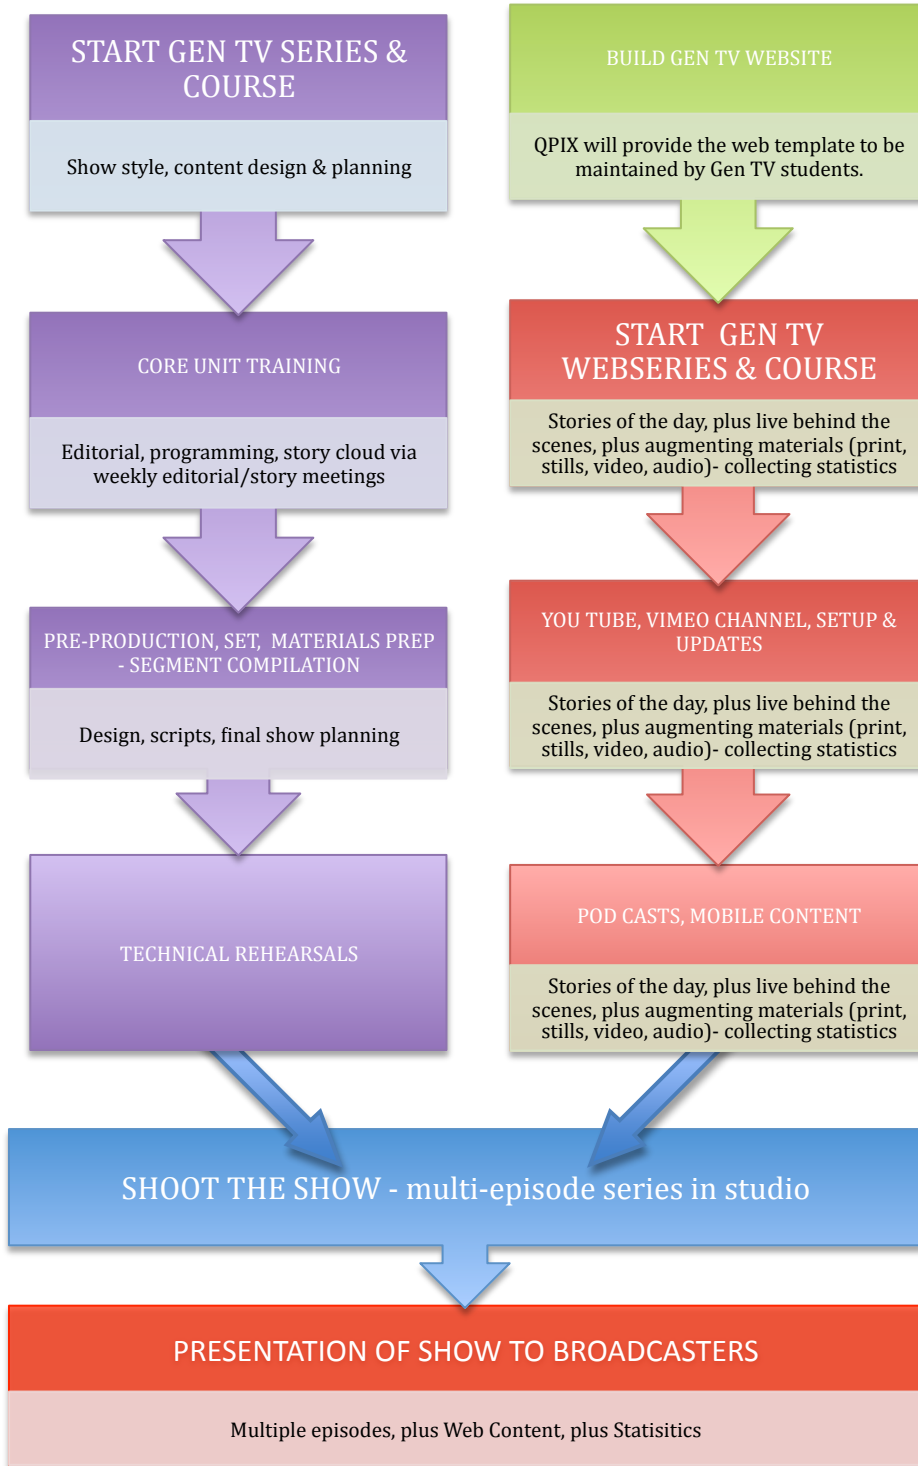 START GEN TV SERIES &
COURSE
Show style, content design & planning
CORE UNIT TRAINING
Editorial, programming, story cloud via
weekly editorial/story meetings
PRE-PRODUCTION, SET, MATERIALS PREP
- SEGMENT COMPILATION
Design, scripts, final show planning
TECHNICAL REHEARSALS
BUILD GEN TV WEBSITE
QPIX will provide the web template to be
maintained by Gen TV students.
START GEN TV
WEBSERIES & COURSE
Stories of the day, plus live behind the
scenes, plus augmenting materials (print,
stills, video, audio)- collecting statistics
YOU TUBE, VIMEO CHANNEL, SETUP &
UPDATES
Stories of the day, plus live behind the
scenes, plus augmenting materials (print,
stills, video, audio)- collecting statistics
POD CASTS, MOBILE CONTENT
Stories of the day, plus live behind the
scenes, plus augmenting materials (print,
stills, video, audio)- collecting statistics
SHOOT THE SHOW - multi-episode series in studio
PRESENTATION OF SHOW TO BROADCASTERS
Multiple episodes, plus Web Content, plus Statisitics